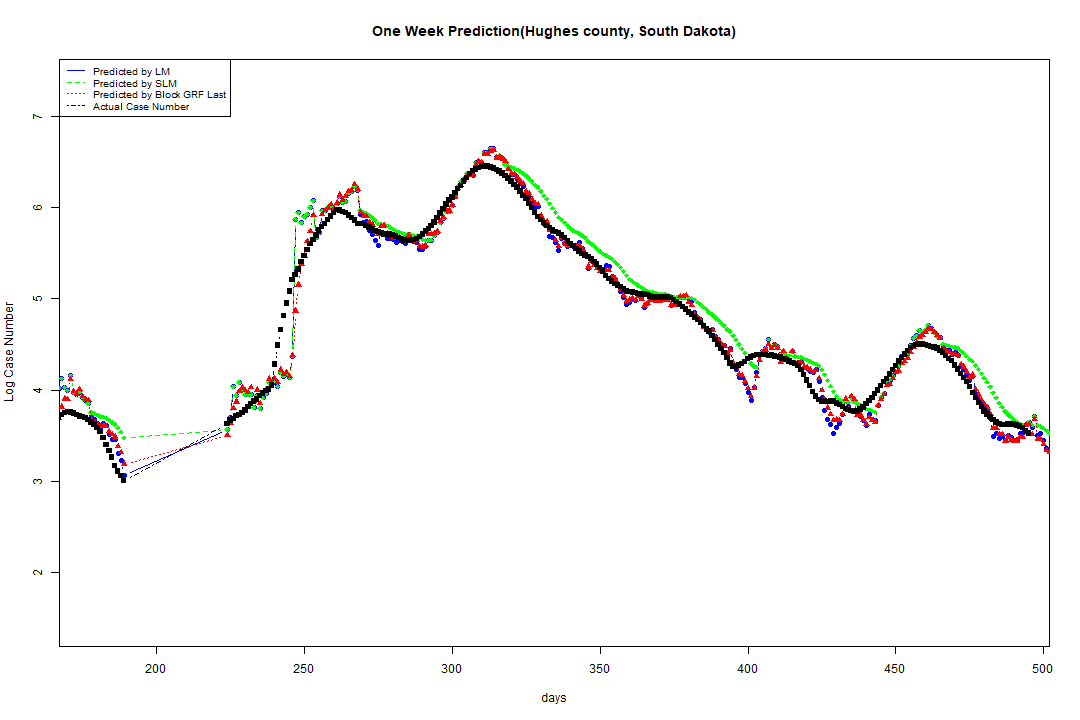 One Week Prediction(Hughes county, South Dakota)
Predicted by LM
Predicted by SLM
Predicted by Block GRF Last
Actual Case Number
7
6
5
4
3
2
Log Case Number
200 250 300 350 400 450 500
days